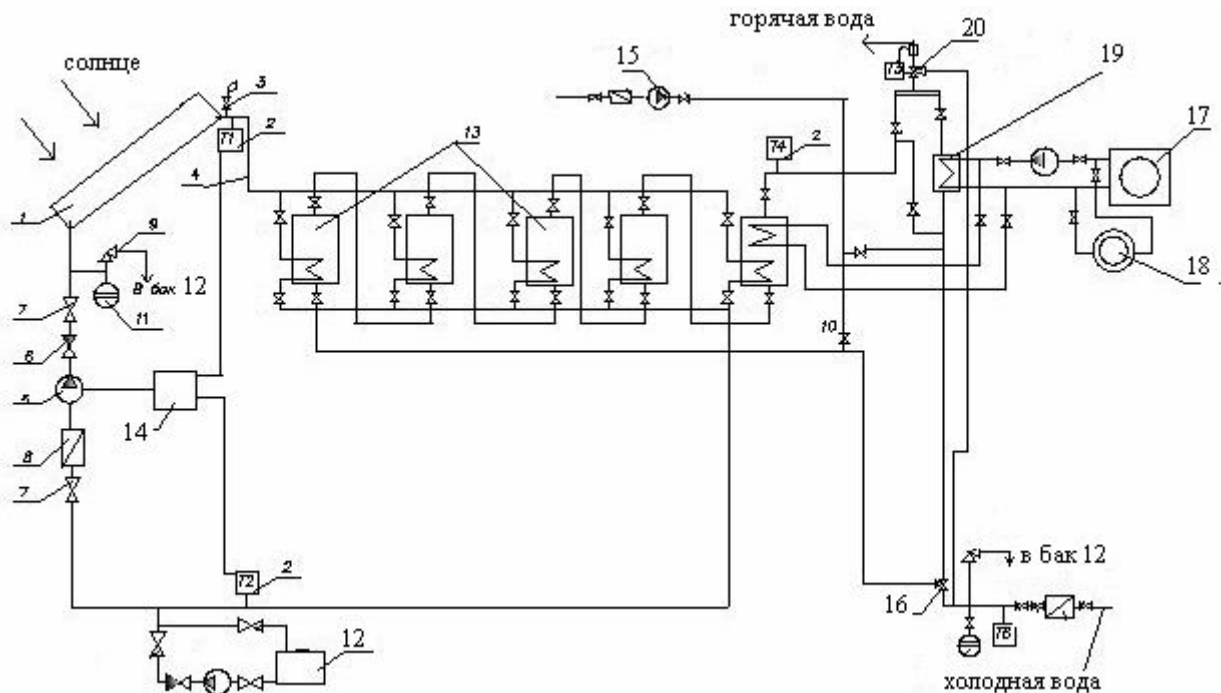 горячая вода
20
19
солнце
15
3
Т3
17
Т1
2
13
Т4
2
4
1
9
В бак 12
18
7
11
10
6
5
14
8
7
Т2
2
в бак 12
16
Т6
12
холодная вода